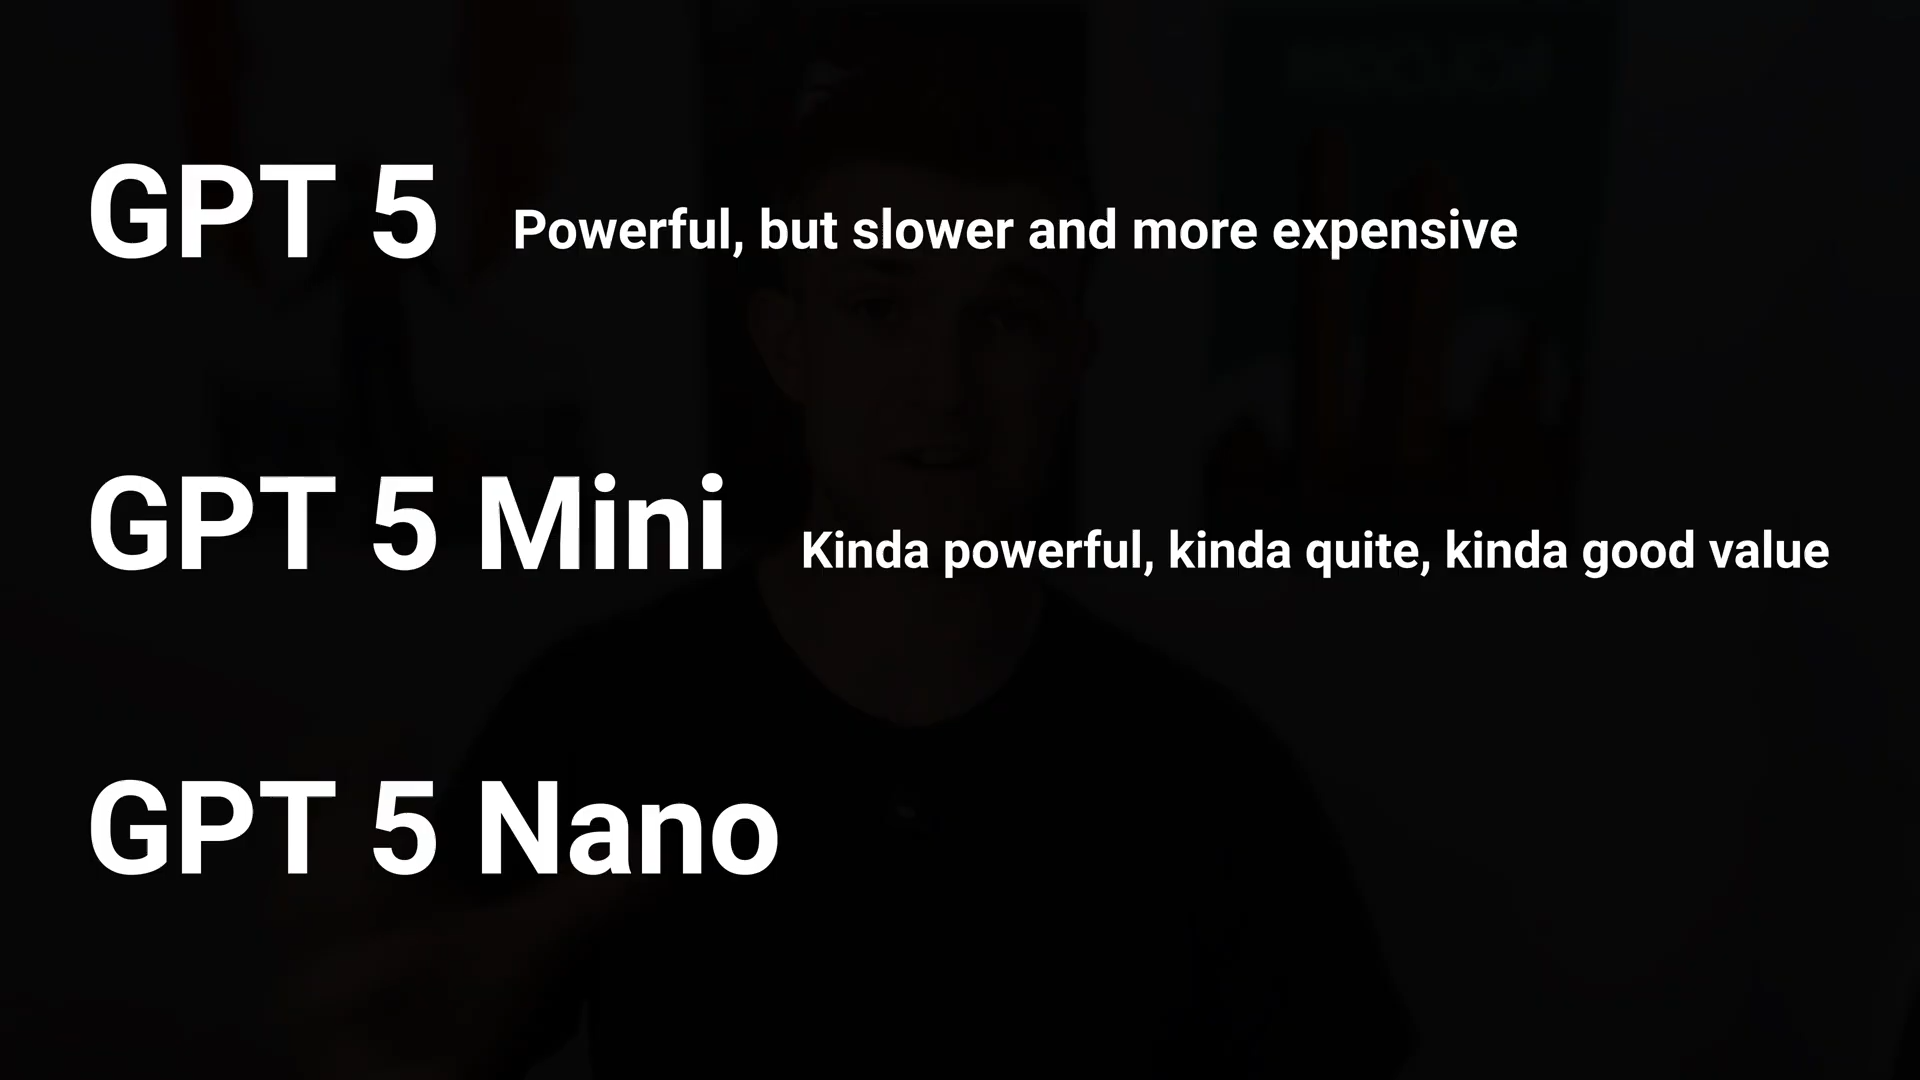 GPT 5 Powerful, but slower and more expensive
GPT 5 Mini Kinda powerful, kinda quite, kinda good value
GPT 5 Nano